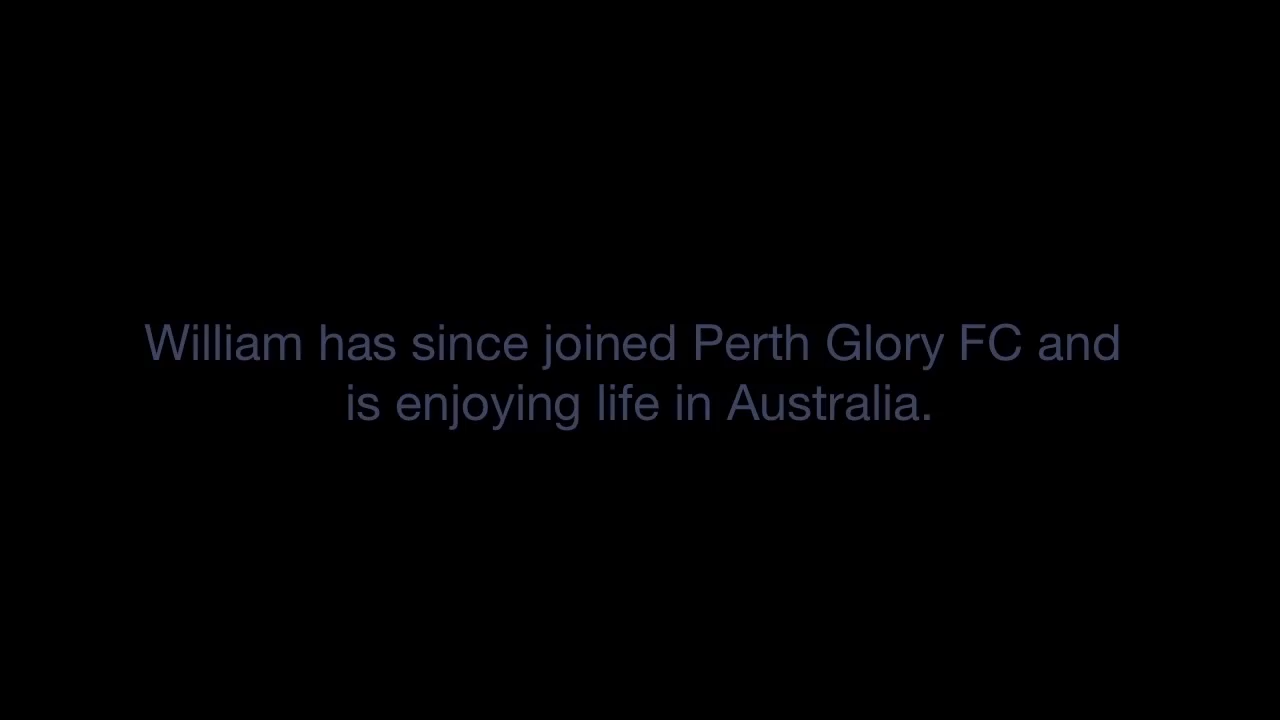 William has since joined Perth Glory FC and
is enjoying life in Australia.